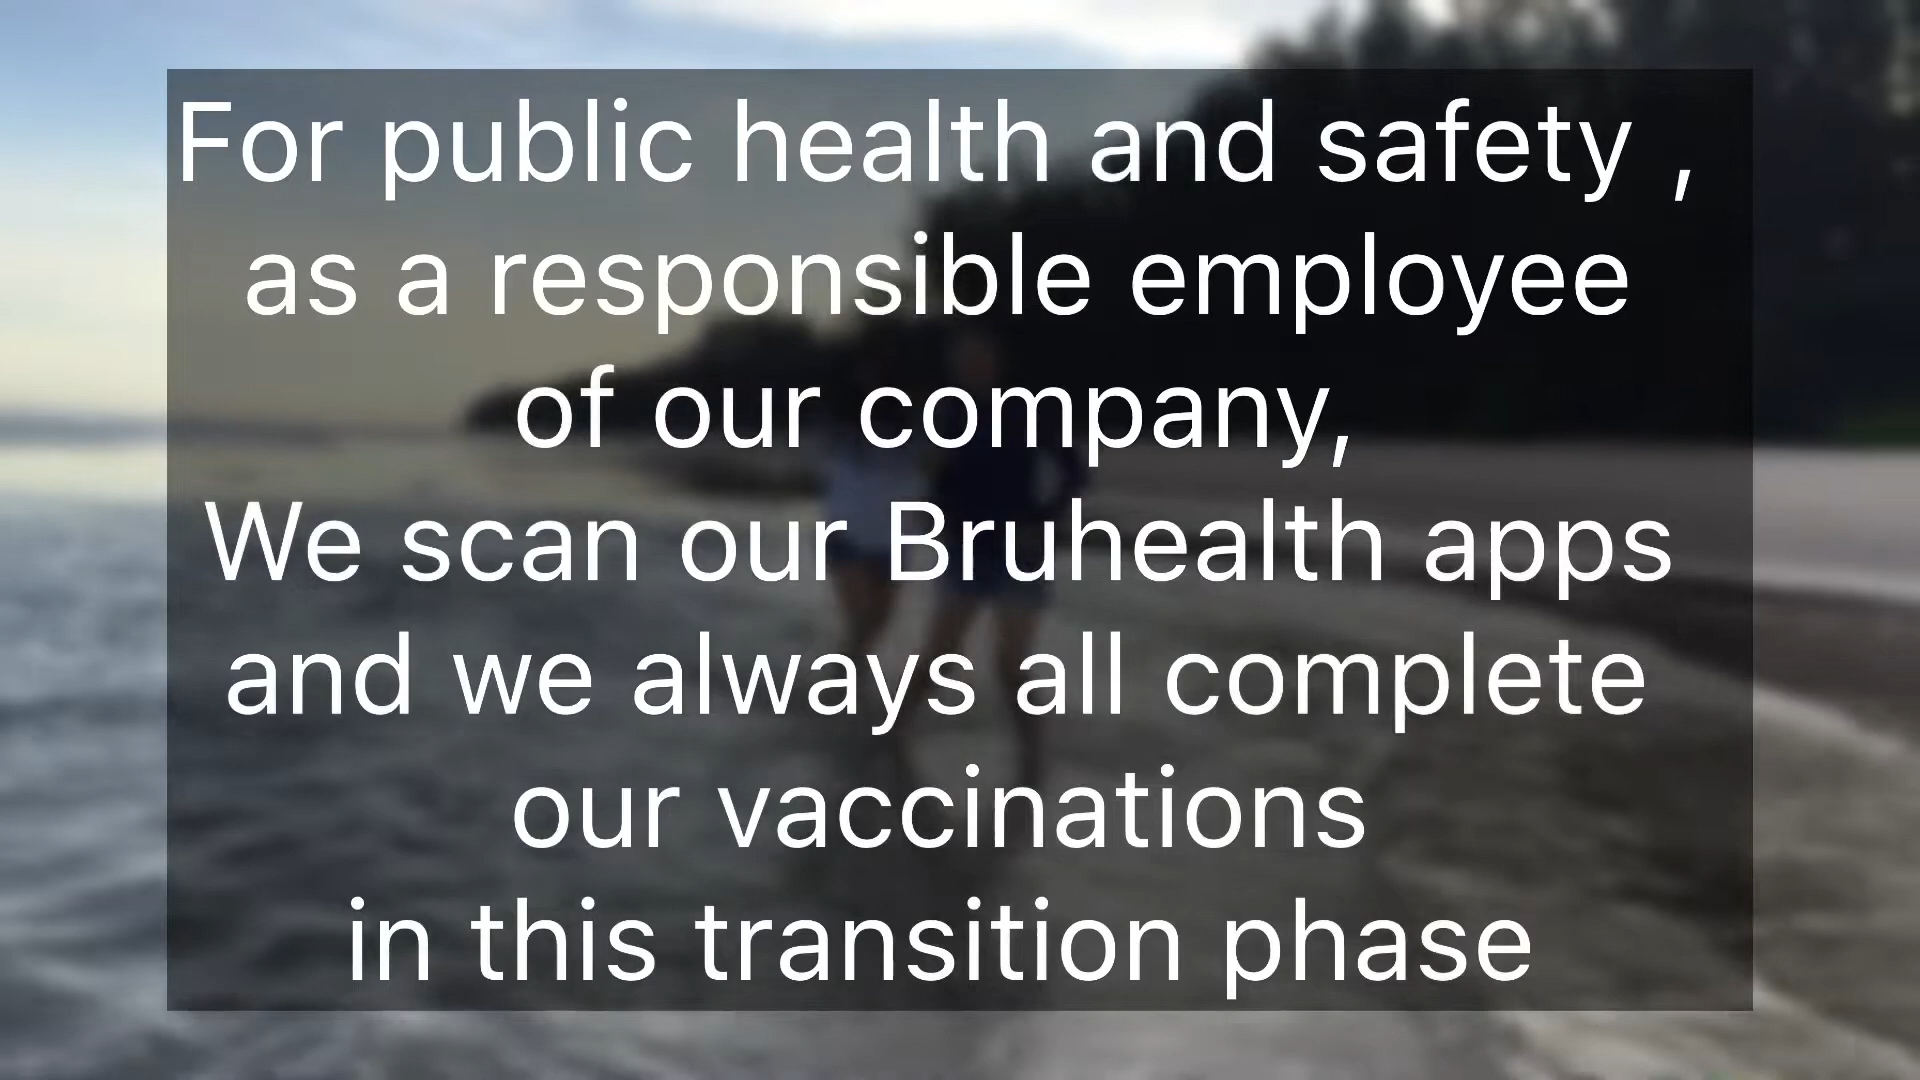 For public health and safety ,
as a responsible employee
of our company,
We scan our Bruhealth apps
and we always all complete
our vaccinations
in this transition phase